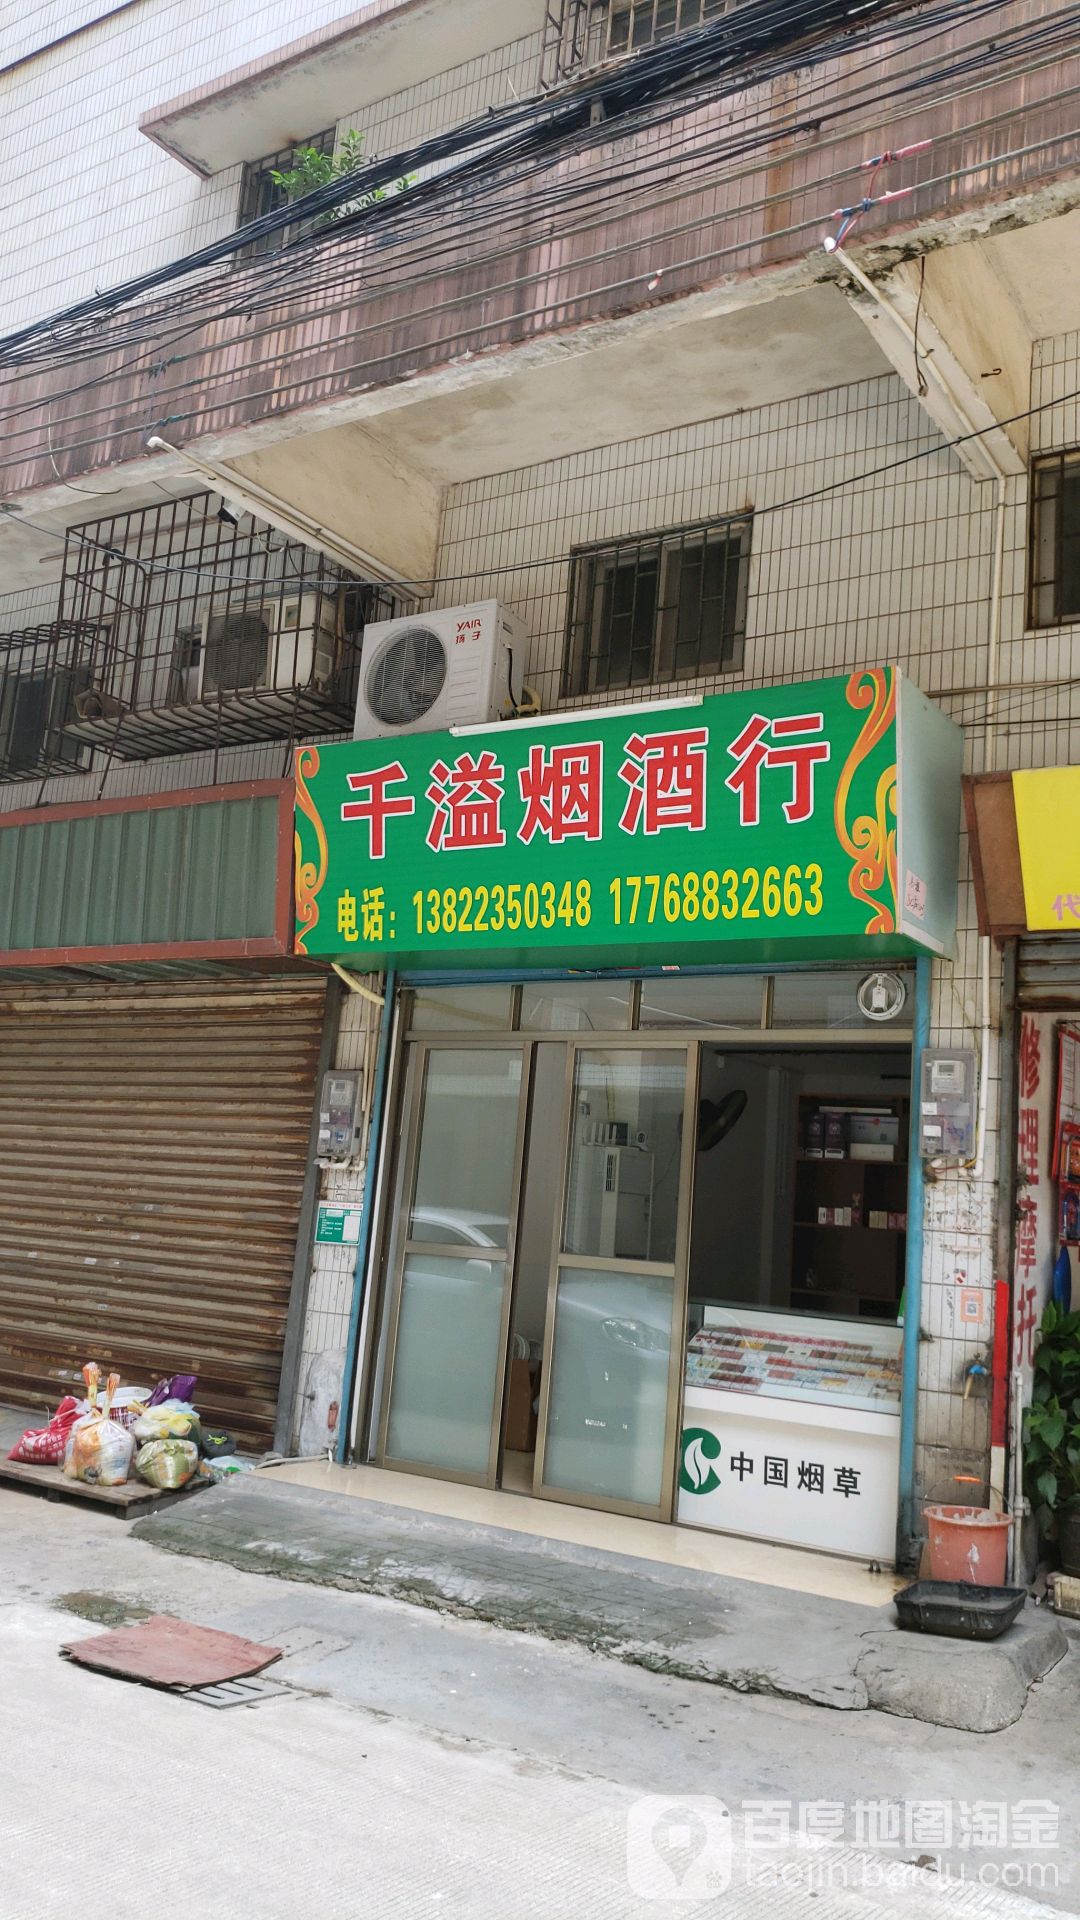 YAIR
扬子
千溢烟酒行
电话：13822350348 17768832663
代
修理摩托
中国烟草
百度地图淘金
taojin.baidu.com